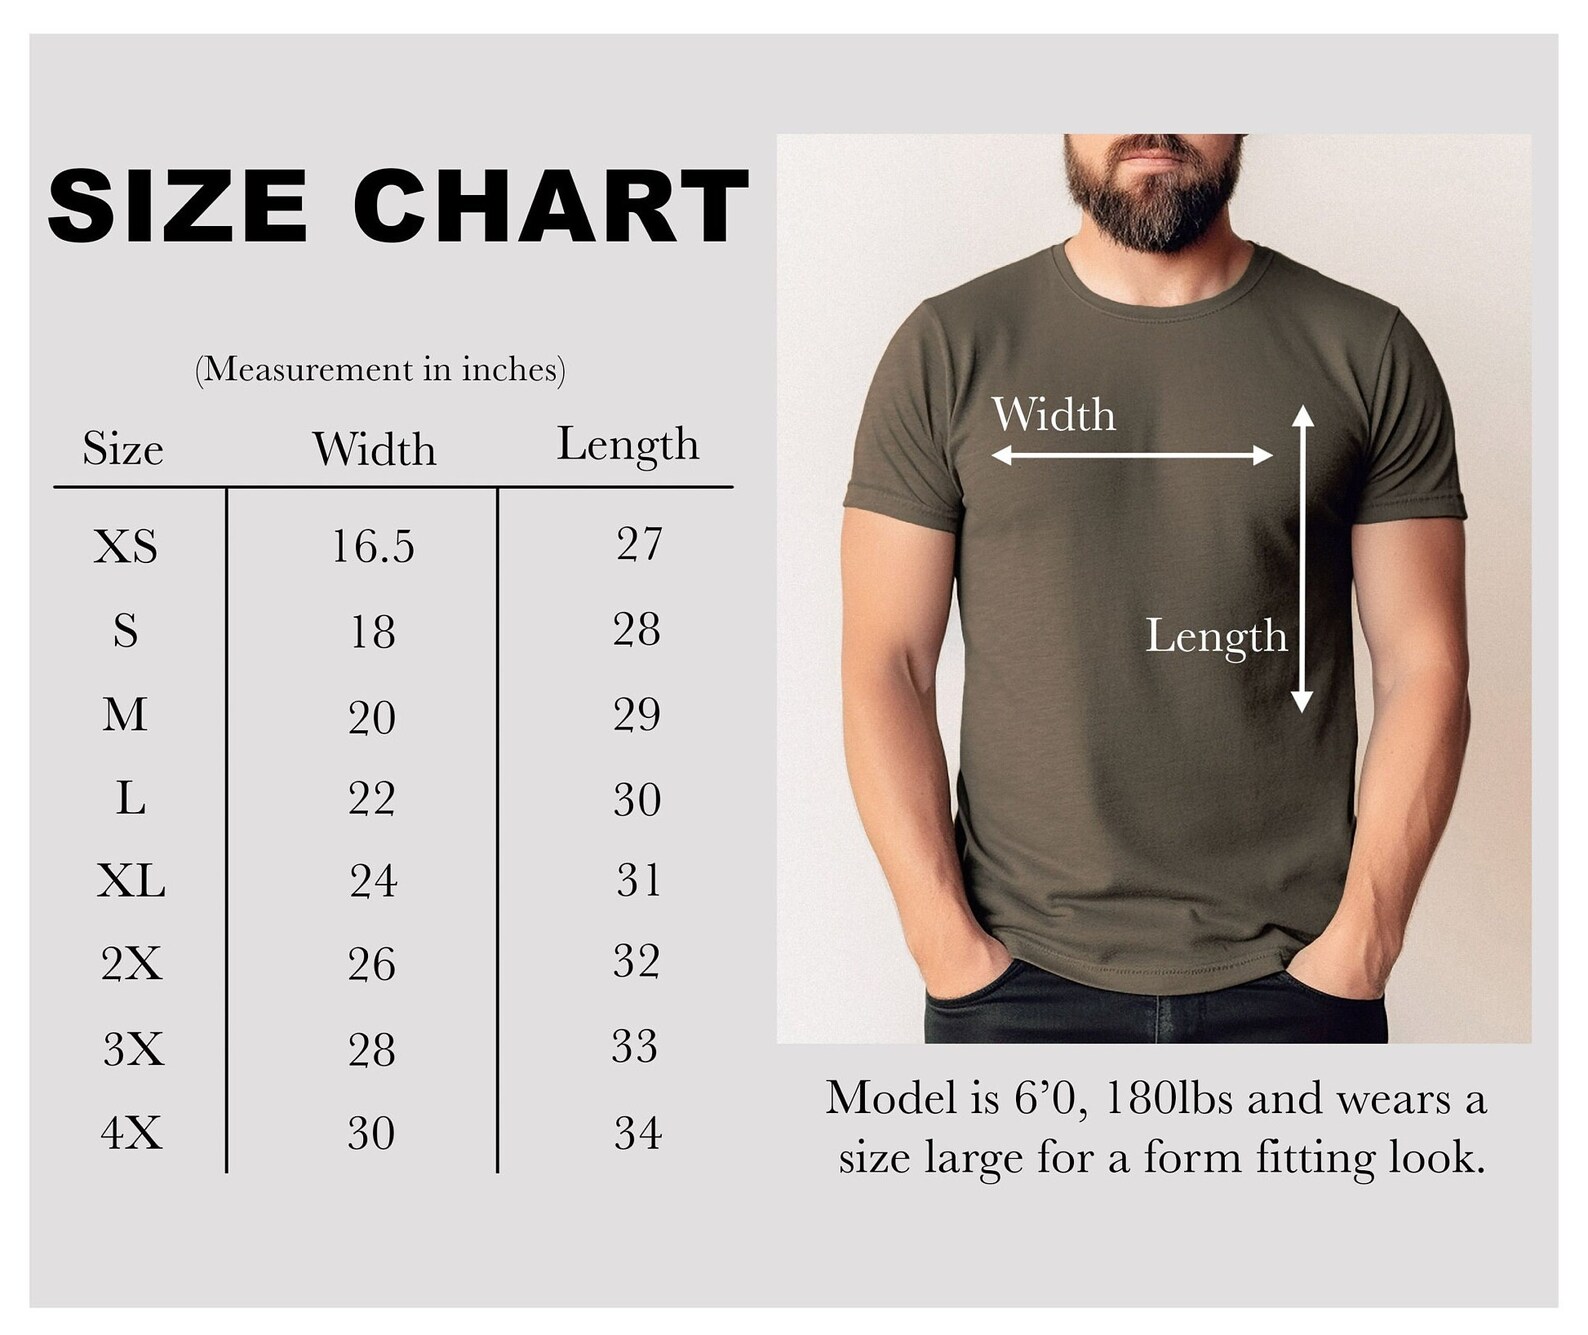 SIZE CHART
(Measurement in inches)
Size Width Length
XS 16.5 27
S 18 28
M 20 29
L 22 30
XL 24 31
2X 26 32
3X 28 33
4X 30 34
Width
Length
Model is 6’0, 180lbs and wears a
size large for a form fitting look.